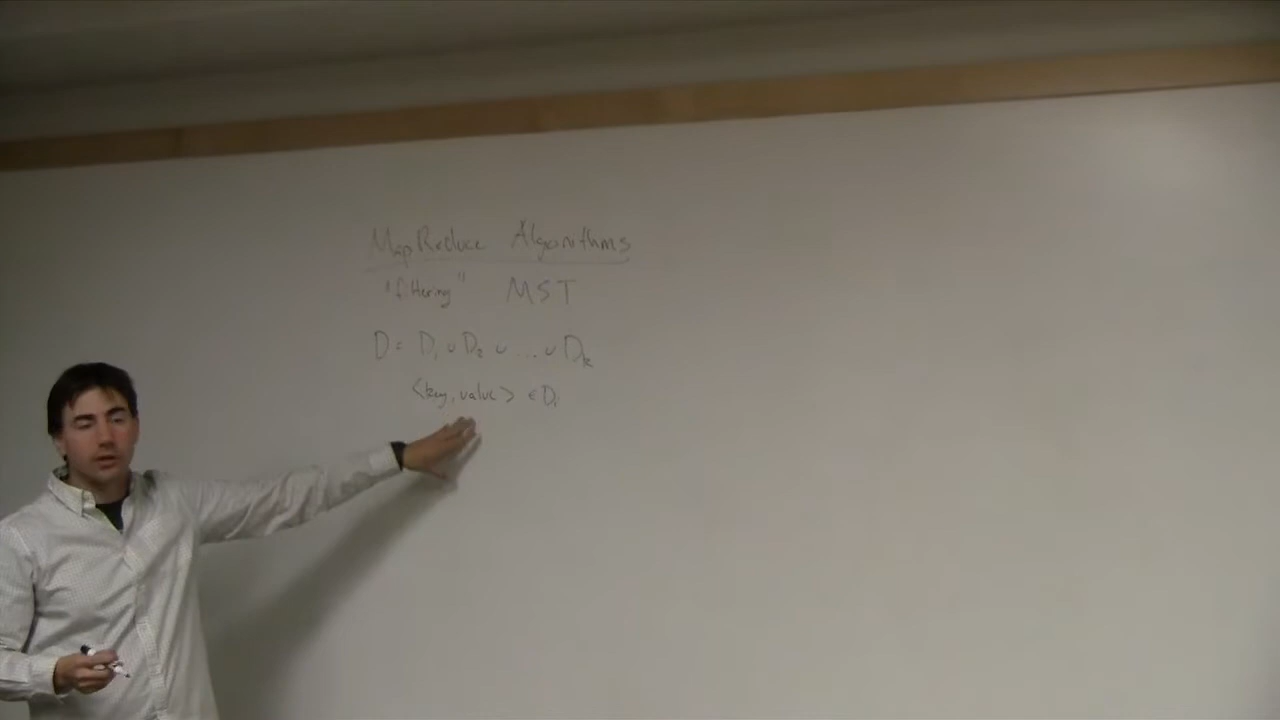 MapReduce Algorithms
"filtering" MST
D = D₁ ∪ D₂ ∪ ... ∪ Dₖ
<key, value> ∈ Dᵢ